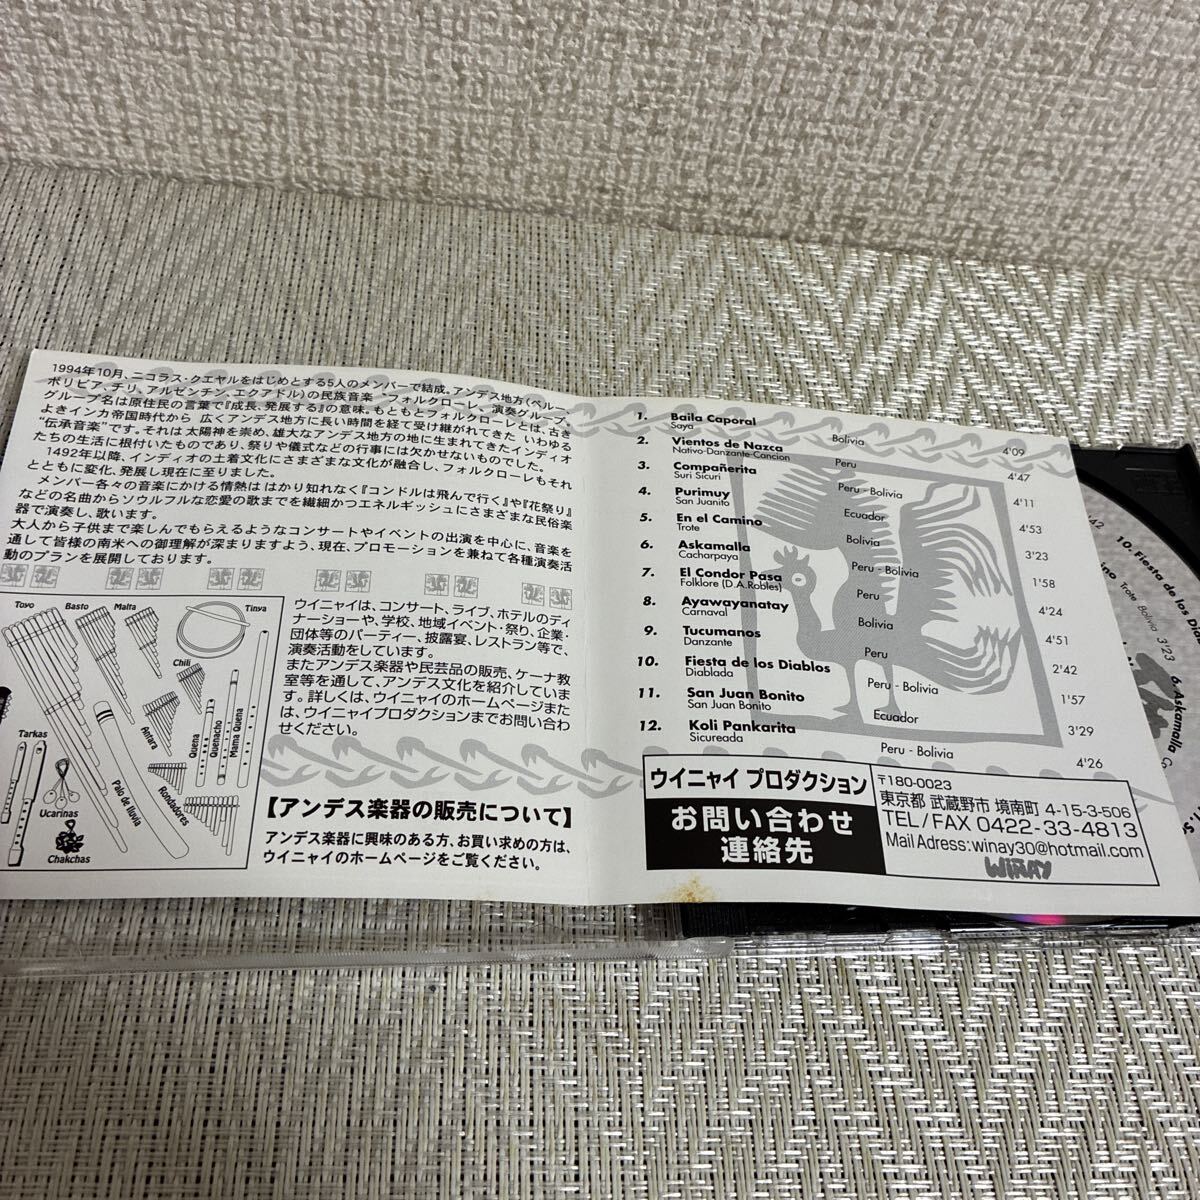 1994年10月、ニコラス・クエヤルをはじめとする5人のメンバーで結成。アンデス地方（ペルー、
ボリビア、チリ、アルゼンチン、エクアドル）の民族音楽―フォルクローレ、演奏グループ。
グループ名は原住民の言葉で『成長、発展する』の意味。もともとフォルクローレとは、古き
よきインカ帝国時代から 広くアンデス地方に長い時間を経て受け継がれてきた いわゆる
“伝承音楽”です。それは 太陽神を崇め、雄大なアンデス地方の地に生まれてきたインディオ
たちの生活に根付いたものであり、祭りや儀式などの行事には欠かせないものでした。
1492年以降、インディオの土着文化にさまざまな文化が融合し、フォルクローレもそれ
とともに変化、発展し現在に至りました。
メンバー各々の音楽にかける情熱は はかり知れなく『コンドルは飛んで行く』や『花祭り』
などの名曲からソウルフルな恋愛の歌までを繊細かつエネルギッシュにさまざまな民俗楽
器で演奏し、歌います。
大人から子供まで楽しんでもらえるようなコンサートやイベントの出演を中心に、音楽を
通して皆様の南米への御理解が深まりますよう、現在、プロモーションを兼ねて各種演奏活
動のプランを展開しております。
Toyo Basto Malta Tinya
Chili
Antara
Quena
Quenacho
Mama Quena
Tarkas
Ucarinas
Palo de lluvia
Rondadores
Chakchas
ウイニャイは、コンサート、ライブ、ホテルのディ
ナーショーや、学校、地域イベント・祭り、企業・
団体等のパーティー、披露宴、レストラン等で、
演奏活動をしています。
またアンデス楽器や民芸品の販売、ケーナ教
室等を通して、アンデス文化を紹介していま
す。詳しくは、ウイニャイのホームページまた
は、ウイニャイプロダクションまでお問い合わ
せください。
【アンデス楽器の販売について】
アンデス楽器に興味のある方、お買い求めの方は、
ウイニャイのホームページをご覧ください。
1. Baila Caporal
Saya Bolivia 4'09
2. Vientos de Nazca
Nativo-Danzante-Cancion Peru 4'47
3. Compañerita
Suri Sicuri Peru - Bolivia 4'11
4. Purimuy
San Juanito Ecuador 4'53
5. En el Camino
Trote Bolivia 3'23
6. Askamalla
Cacharpaya Peru - Bolivia 1'58
7. El Condor Pasa
Folklore (D.A.Robles) Peru 4'24
8. Ayawayanatay
Carnaval Bolivia 4'51
9. Tucumanos
Danzante Peru 2'42
10. Fiesta de los Diablos
Diablada Peru - Bolivia 1'57
11. San Juan Bonito
San Juan Bonito Ecuador 3'29
12. Koli Pankarita
Sicureada Peru - Bolivia 4'26
ウイニャイ プロダクション
お問い合わせ
連絡先
〒180-0023
東京都 武蔵野市 境南町 4-15-3-506
TEL/FAX 0422-33-4813
Mail Adress: winay30@hotmail.com
WIÑAY
10. Fiesta de los Dia
Trote Bolivia 3'23
6. Askamalla